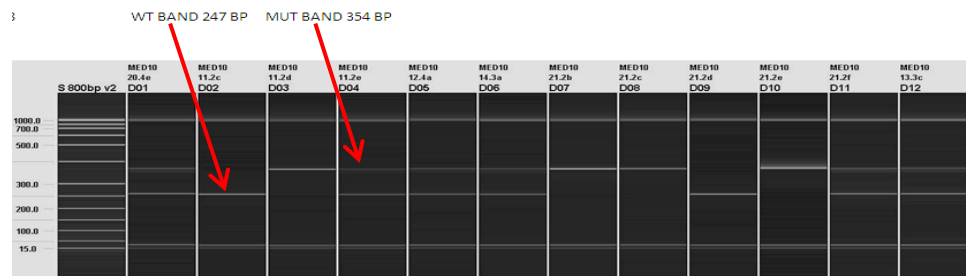 3 WT BAND 247 BP MUT BAND 354 BP
MED10 MED10 MED10 MED10 MED10 MED10 MED10 MED10 MED10 MED10 MED10 MED10
20.4e 11.2c 11.2d 11.2e 12.4a 14.3a 21.2b 21.2c 21.2d 21.2e 21.2f 13.3c
S 800bp v2 D01 D02 D03 D04 D05 D06 D07 D08 D09 D10 D11 D12
1000.0
700.0
500.0
300.0
200.0
100.0
15.0